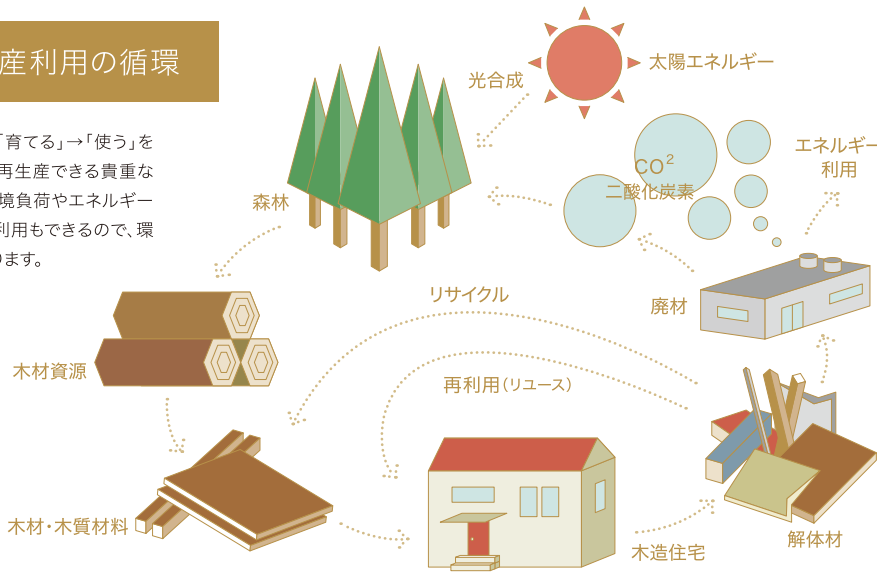 産利用の循環
「育てる」→「使う」を
再生産できる貴重な
境負荷やエネルギー
利用もできるので、環
ります。
光合成
太陽エネルギー
CO²
二酸化炭素
エネルギー
利用
森林
廃材
リサイクル
再利用(リユース)
木材資源
木材・木質材料
木造住宅
解体材